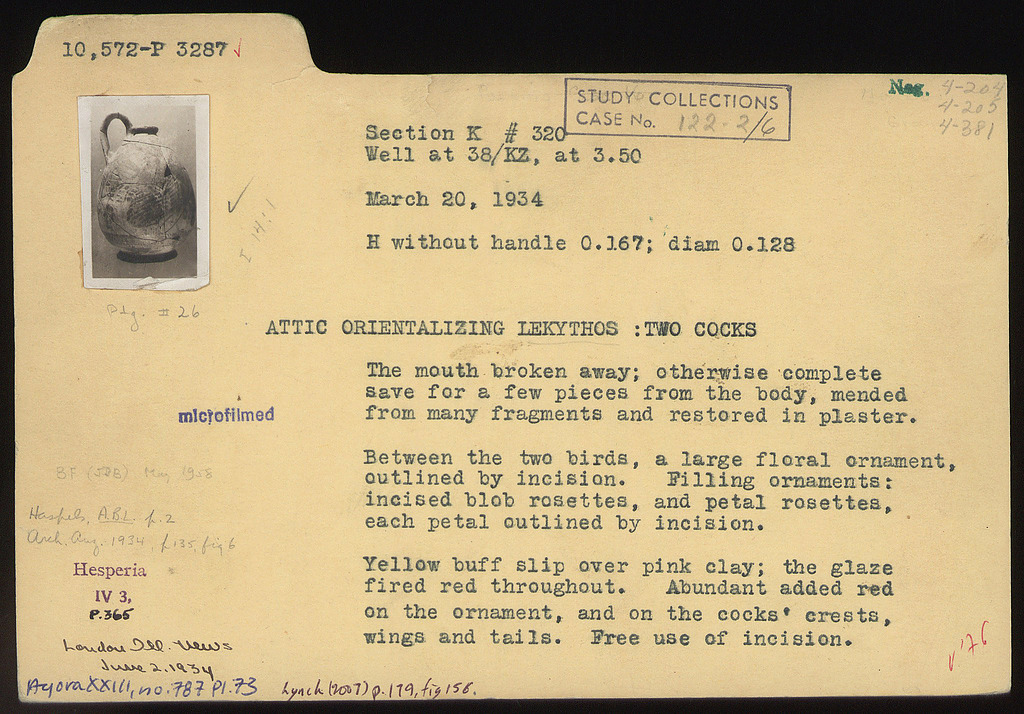 10,572-P 3287 ✓
Neg. 4-204
4-205
4-381
STUDY COLLECTIONS
CASE No. 122-2/6
Section K # 320
Well at 38/KZ, at 3.50
March 20, 1934
H without handle 0.167; diam 0.128
Pig. # 26
ATTIC ORIENTALIZING LEKYTHOS :TWO COCKS
The mouth broken away; otherwise complete
save for a few pieces from the body, mended
from many fragments and restored in plaster.
microfilmed
Between the two birds, a large floral ornament,
outlined by incision. Filling ornaments:
incised blob rosettes, and petal rosettes,
each petal outlined by incision.
BF (52B) May 1958
Haspels, A.B.L. p. 2
Arch. Anz. 1934, p 135, fig 6
Hesperia
IV 3,
P.365
Yellow buff slip over pink clay; the glaze
fired red throughout. Abundant added red
on the ornament, and on the cocks' crests,
wings and tails. Free use of incision.
London Ill. News
June 2. 1934
✓'76
Agora XXIII, no. 787 Pl. 73
Lynch (2007) p. 179, fig 156.